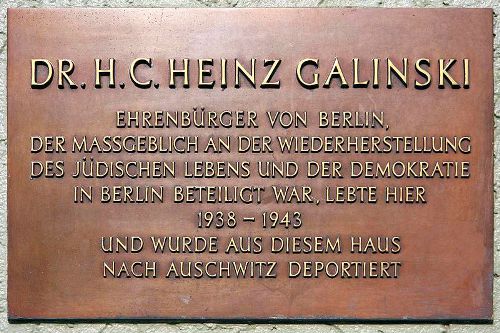 DR. H. C. HEINZ GALINSKI
EHRENBÜRGER VON BERLIN,
DER MASSGEBLICH AN DER WIEDERHERSTELLUNG
DES JÜDISCHEN LEBENS UND DER DEMOKRATIE
IN BERLIN BETEILIGT WAR, LEBTE HIER
1938 – 1943
UND WURDE AUS DIESEM HAUS
NACH AUSCHWITZ DEPORTIERT